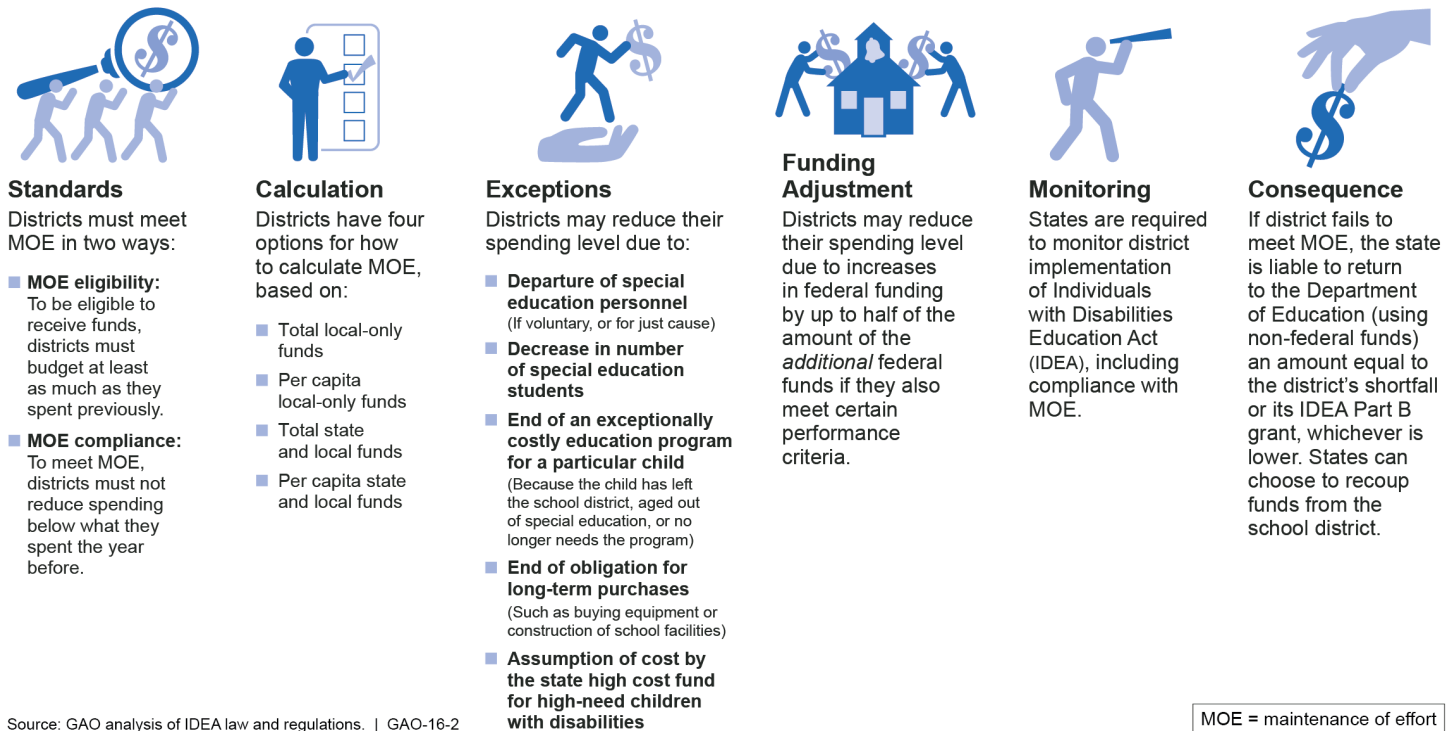 Standards
Districts must meet
MOE in two ways:
MOE eligibility:
To be eligible to
receive funds,
districts must
budget at least
as much as they
spent previously.
MOE compliance:
To meet MOE,
districts must not
reduce spending
below what they
spent the year
before.
Calculation
Districts have four
options for how
to calculate MOE,
based on:
Total local-only
funds
Per capita
local-only funds
Total state
and local funds
Per capita state
and local funds
Exceptions
Districts may reduce their
spending level due to:
Departure of special
education personnel
(If voluntary, or for just cause)
Decrease in number
of special education
students
End of an exceptionally
costly education program
for a particular child
(Because the child has left
the school district, aged out
of special education, or no
longer needs the program)
End of obligation for
long-term purchases
(Such as buying equipment or
construction of school facilities)
Assumption of cost by
the state high cost fund
for high-need children
with disabilities
Funding
Adjustment
Districts may reduce
their spending level
due to increases
in federal funding
by up to half of the
amount of the
additional federal
funds if they also
meet certain
performance
criteria.
Monitoring
States are required
to monitor district
implementation
of Individuals
with Disabilities
Education Act
(IDEA), including
compliance with
MOE.
Consequence
If district fails to
meet MOE, the state
is liable to return
to the Department
of Education (using
non-federal funds)
an amount equal to
the district's shortfall
or its IDEA Part B
grant, whichever is
lower. States can
choose to recoup
funds from the
school district.
Source: GAO analysis of IDEA law and regulations. | GAO-16-2
MOE = maintenance of effort